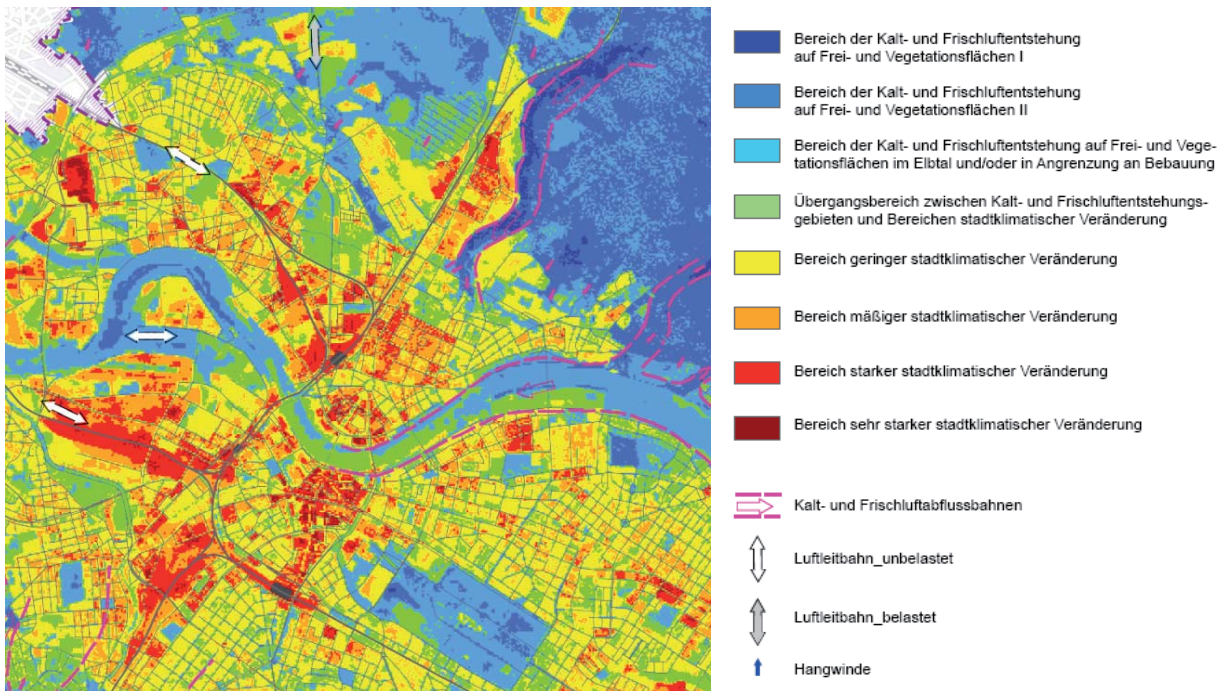 Bereich der Kalt- und Frischluftentstehung
auf Frei- und Vegetationsflächen I
Bereich der Kalt- und Frischluftentstehung
auf Frei- und Vegetationsflächen II
Bereich der Kalt- und Frischluftentstehung auf Frei- und Vege-
tationsflächen im Elbtal und/oder in Angrenzung an Bebauung
Übergangsbereich zwischen Kalt- und Frischluftentstehungs-
gebieten und Bereichen stadtklimatischer Veränderung
Bereich geringer stadtklimatischer Veränderung
Bereich mäßiger stadtklimatischer Veränderung
Bereich starker stadtklimatischer Veränderung
Bereich sehr starker stadtklimatischer Veränderung
Kalt- und Frischluftabflussbahnen
Luftleitbahn_unbelastet
Luftleitbahn_belastet
Hangwinde